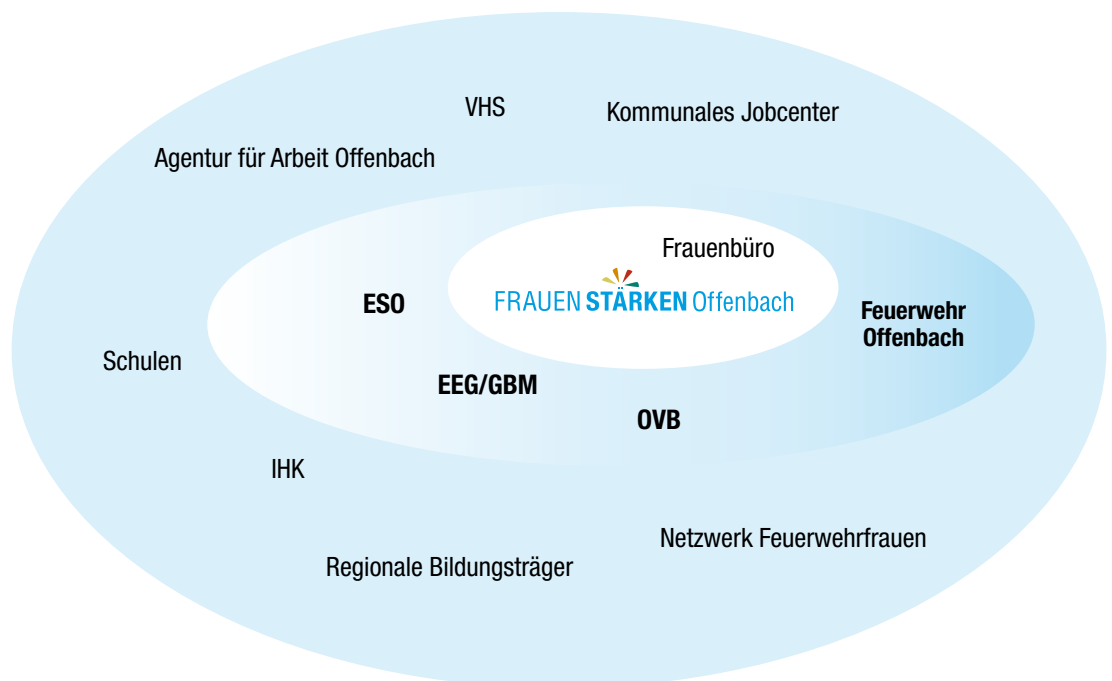 VHS
Kommunales Jobcenter
Agentur für Arbeit Offenbach
Frauenbüro
FRAUEN STÄRKEN Offenbach
ESO
Feuerwehr
Offenbach
Schulen
EEG/GBM
OVB
IHK
Netzwerk Feuerwehrfrauen
Regionale Bildungsträger